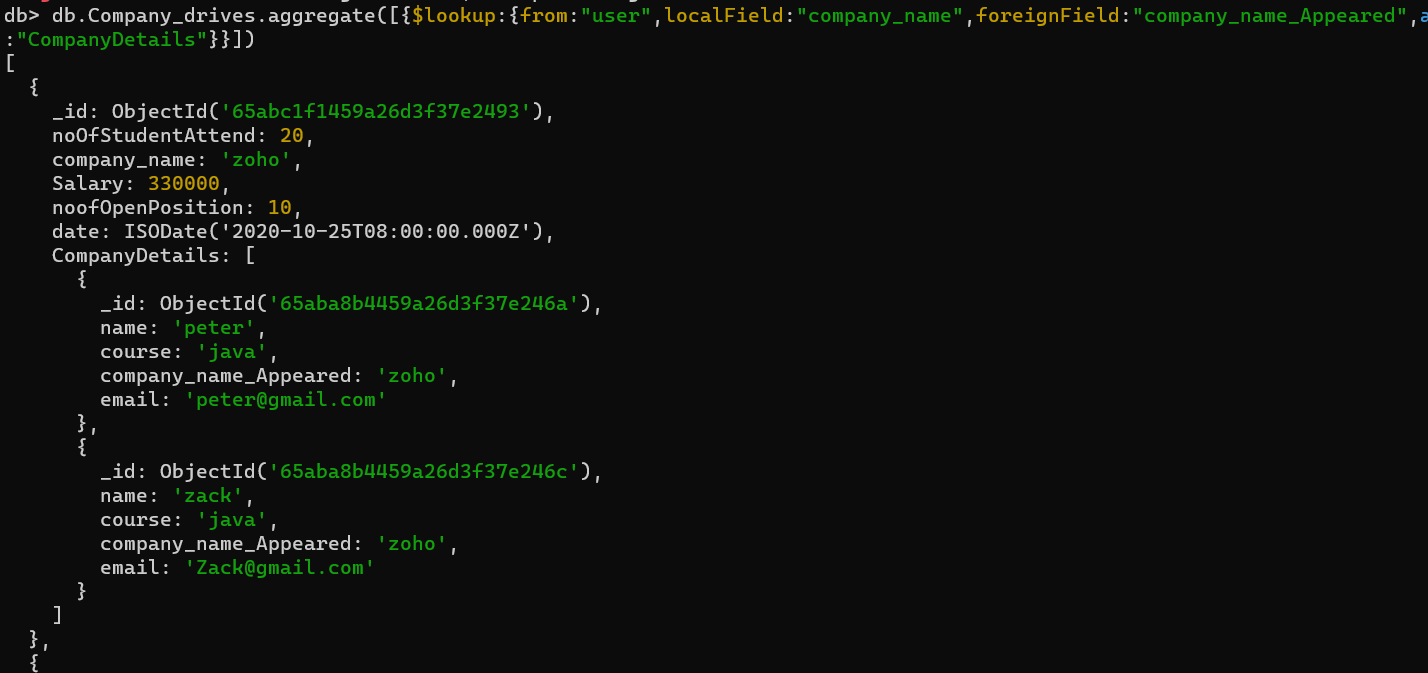 db> db.Company_drives.aggregate([{$lookup:{from:"user",localField:"company_name",foreignField:"company_name_Appeared",a
:"CompanyDetails"}}])
[
  {
    _id: ObjectId('65abc1f1459a26d3f37e2493'),
    noOfStudentAttend: 20,
    company_name: 'zoho',
    Salary: 330000,
    noofOpenPosition: 10,
    date: ISODate('2020-10-25T08:00:00.000Z'),
    CompanyDetails: [
      {
        _id: ObjectId('65aba8b4459a26d3f37e246a'),
        name: 'peter',
        course: 'java',
        company_name_Appeared: 'zoho',
        email: 'peter@gmail.com'
      },
      {
        _id: ObjectId('65aba8b4459a26d3f37e246c'),
        name: 'zack',
        course: 'java',
        company_name_Appeared: 'zoho',
        email: 'Zack@gmail.com'
      }
    ]
  },
  {